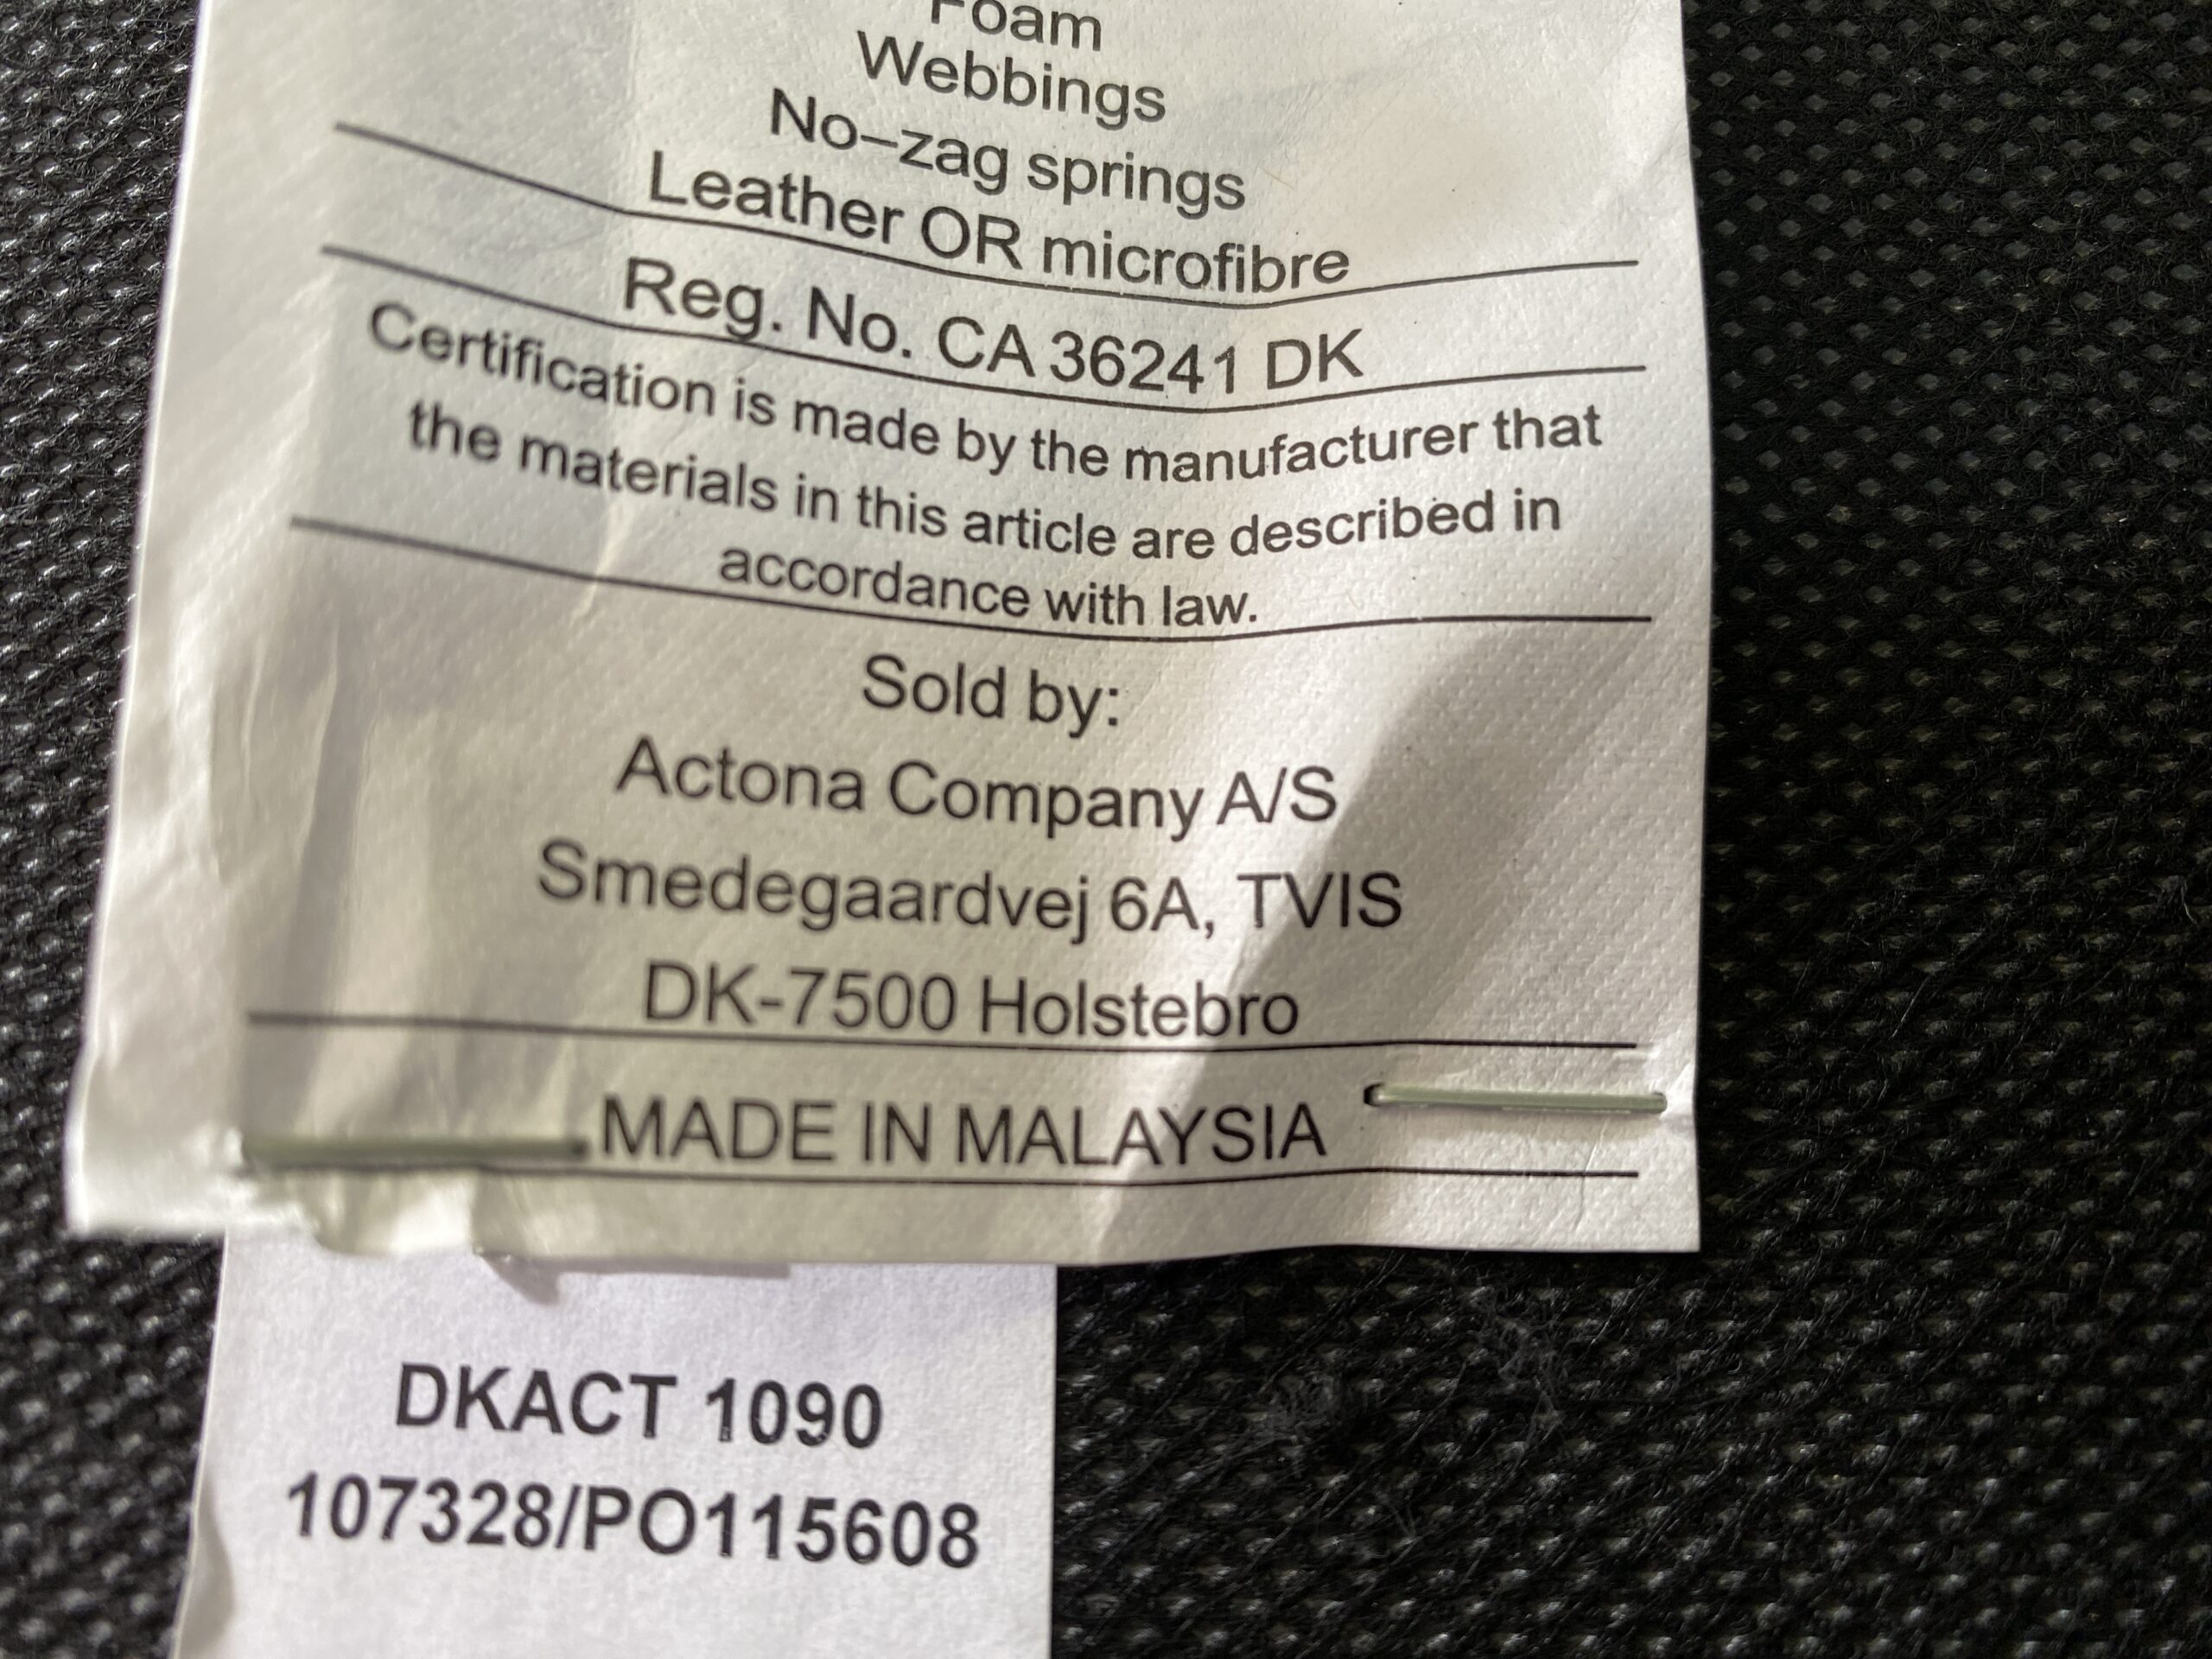 Foam
Webbings
No–zag springs
Leather OR microfibre
Reg. No. CA 36241 DK
Certification is made by the manufacturer that
the materials in this article are described in
accordance with law.
Sold by:
Actona Company A/S
Smedegaardvej 6A, TVIS
DK-7500 Holstebro
MADE IN MALAYSIA
DKACT 1090
107328/PO115608